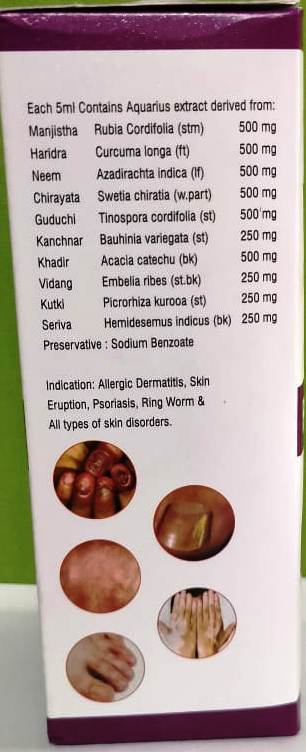 Each 5ml Contains Aquarius extract derived from:
Manjistha Rubia Cordifolia (stm) 500 mg
Haridra Curcuma longa (ft) 500 mg
Neem Azadirachta indica (lf) 500 mg
Chirayata Swetia chiratia (w.part) 500 mg
Guduchi Tinospora cordifolia (st) 500 mg
Kanchnar Bauhinia variegata (st) 250 mg
Khadir Acacia catechu (bk) 500 mg
Vidang Embelia ribes (st.bk) 250 mg
Kutki Picrorhiza kurooa (st) 250 mg
Seriva Hemidesemus indicus (bk) 250 mg
Preservative : Sodium Benzoate
Indication: Allergic Dermatitis, Skin
Eruption, Psoriasis, Ring Worm &
All types of skin disorders.